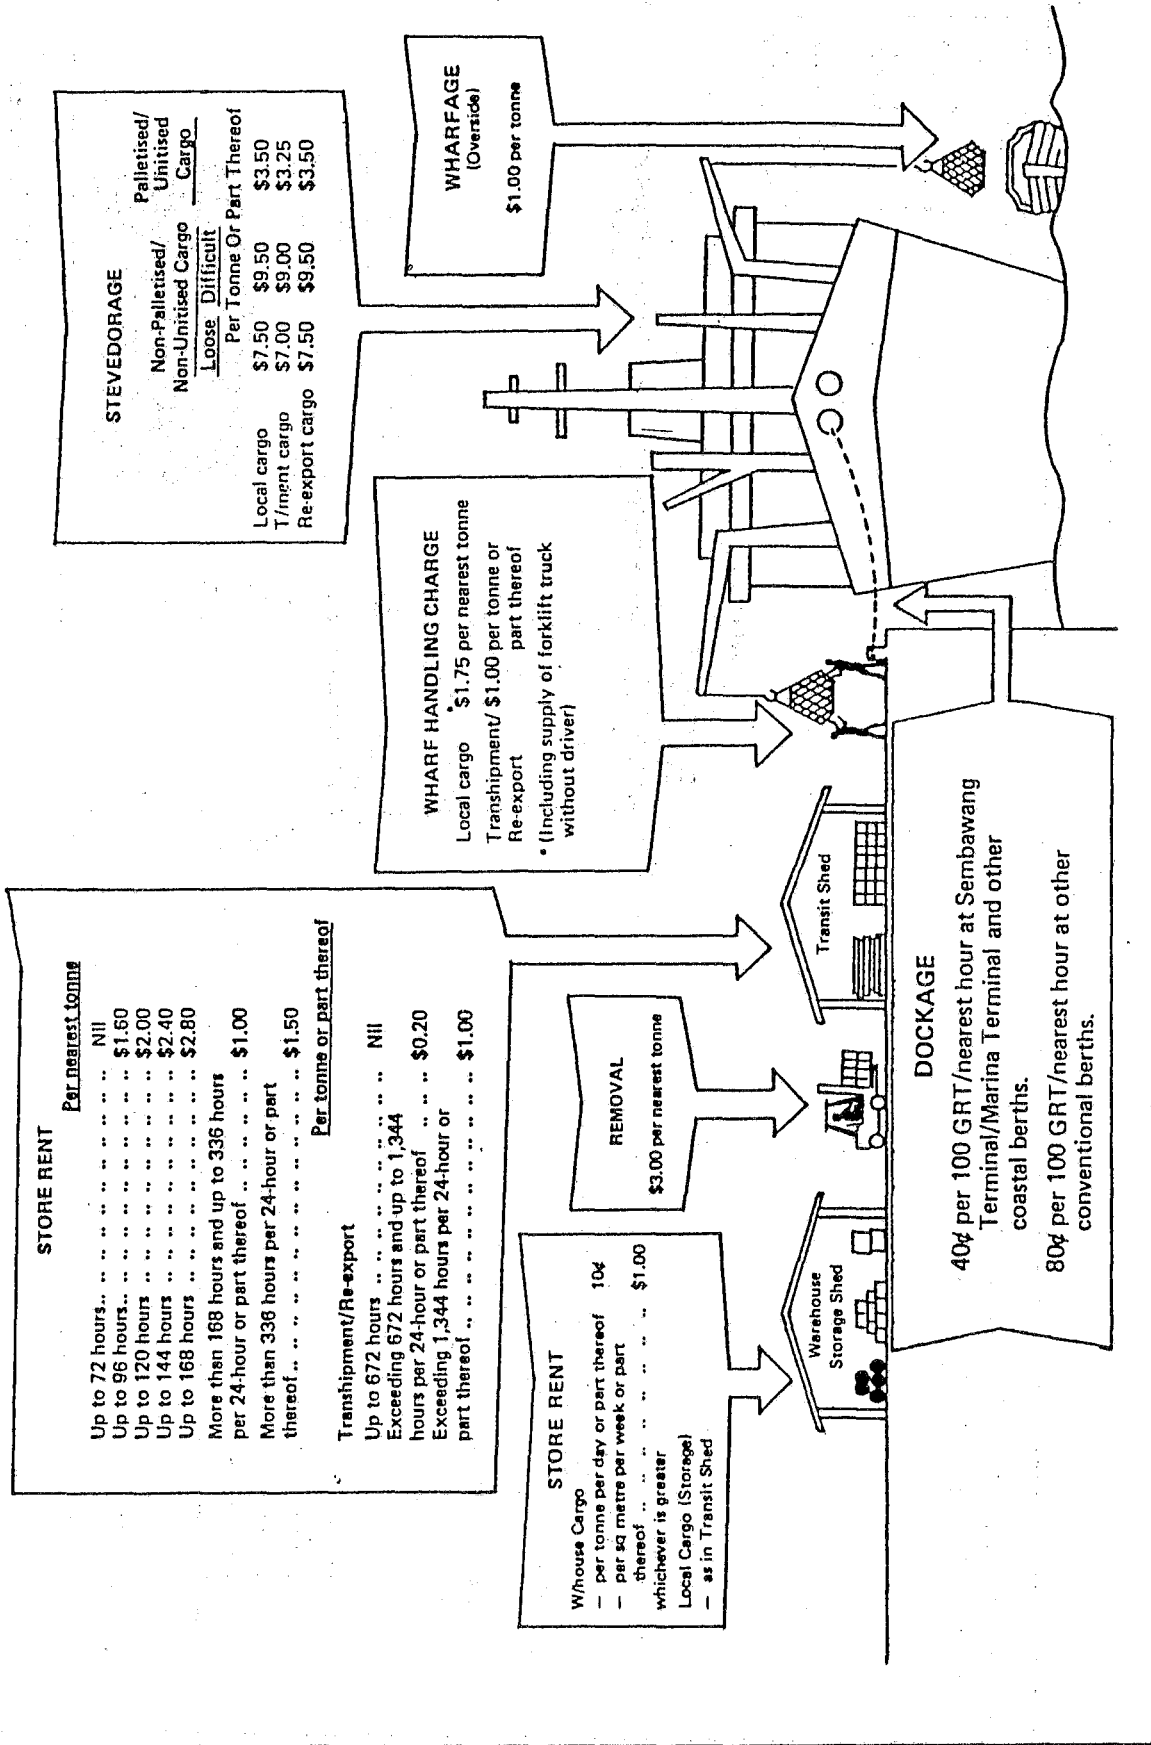 STORE RENT
Per nearest tonne
Up to 72 hours .. .. .. .. .. .. .. .. Nil
Up to 96 hours .. .. .. .. .. .. .. .. $1.60
Up to 120 hours .. .. .. .. .. .. .. $2.00
Up to 144 hours .. .. .. .. .. .. .. $2.40
Up to 168 hours .. .. .. .. .. .. .. $2.80
More than 168 hours and up to 336 hours
per 24-hour or part thereof .. .. .. .. $1.00
More than 336 hours per 24-hour or part
thereof .. .. .. .. .. .. .. .. .. $1.50
Per tonne or part thereof
Transhipment/Re-export
Up to 672 hours .. .. .. .. .. .. .. Nil
Exceeding 672 hours and up to 1,344
hours per 24-hour or part thereof .. .. .. $0.20
Exceeding 1,344 hours per 24-hour or
part thereof .. .. .. .. .. .. .. .. $1.00
STEVEDORAGE
Non-Palletised/ Palletised/
Non-Unitised Cargo Unitised
Loose Difficult Cargo
Per Tonne Or Part Thereof
Local cargo $7.50 $9.50 $3.50
T/ment cargo $7.00 $9.00 $3.25
Re-export cargo $7.50 $9.50 $3.50
WHARF HANDLING CHARGE
Local cargo *$1.75 per nearest tonne
Transhipment/ $1.00 per tonne or
Re-export part thereof
* (Including supply of forklift truck
without driver)
WHARFAGE
(Overside)
$1.00 per tonne
STORE RENT
W/house Cargo
— per tonne per day or part thereof 10¢
— per sq metre per week or part
thereof .. .. .. .. .. .. .. .. $1.00
whichever is greater
Local Cargo (Storage)
— as in Transit Shed
REMOVAL
$3.00 per nearest tonne
Warehouse
Storage Shed
Transit Shed
DOCKAGE
40¢ per 100 GRT/nearest hour at Sembawang
Terminal/Marina Terminal and other
coastal berths.
80¢ per 100 GRT/nearest hour at other
conventional berths.